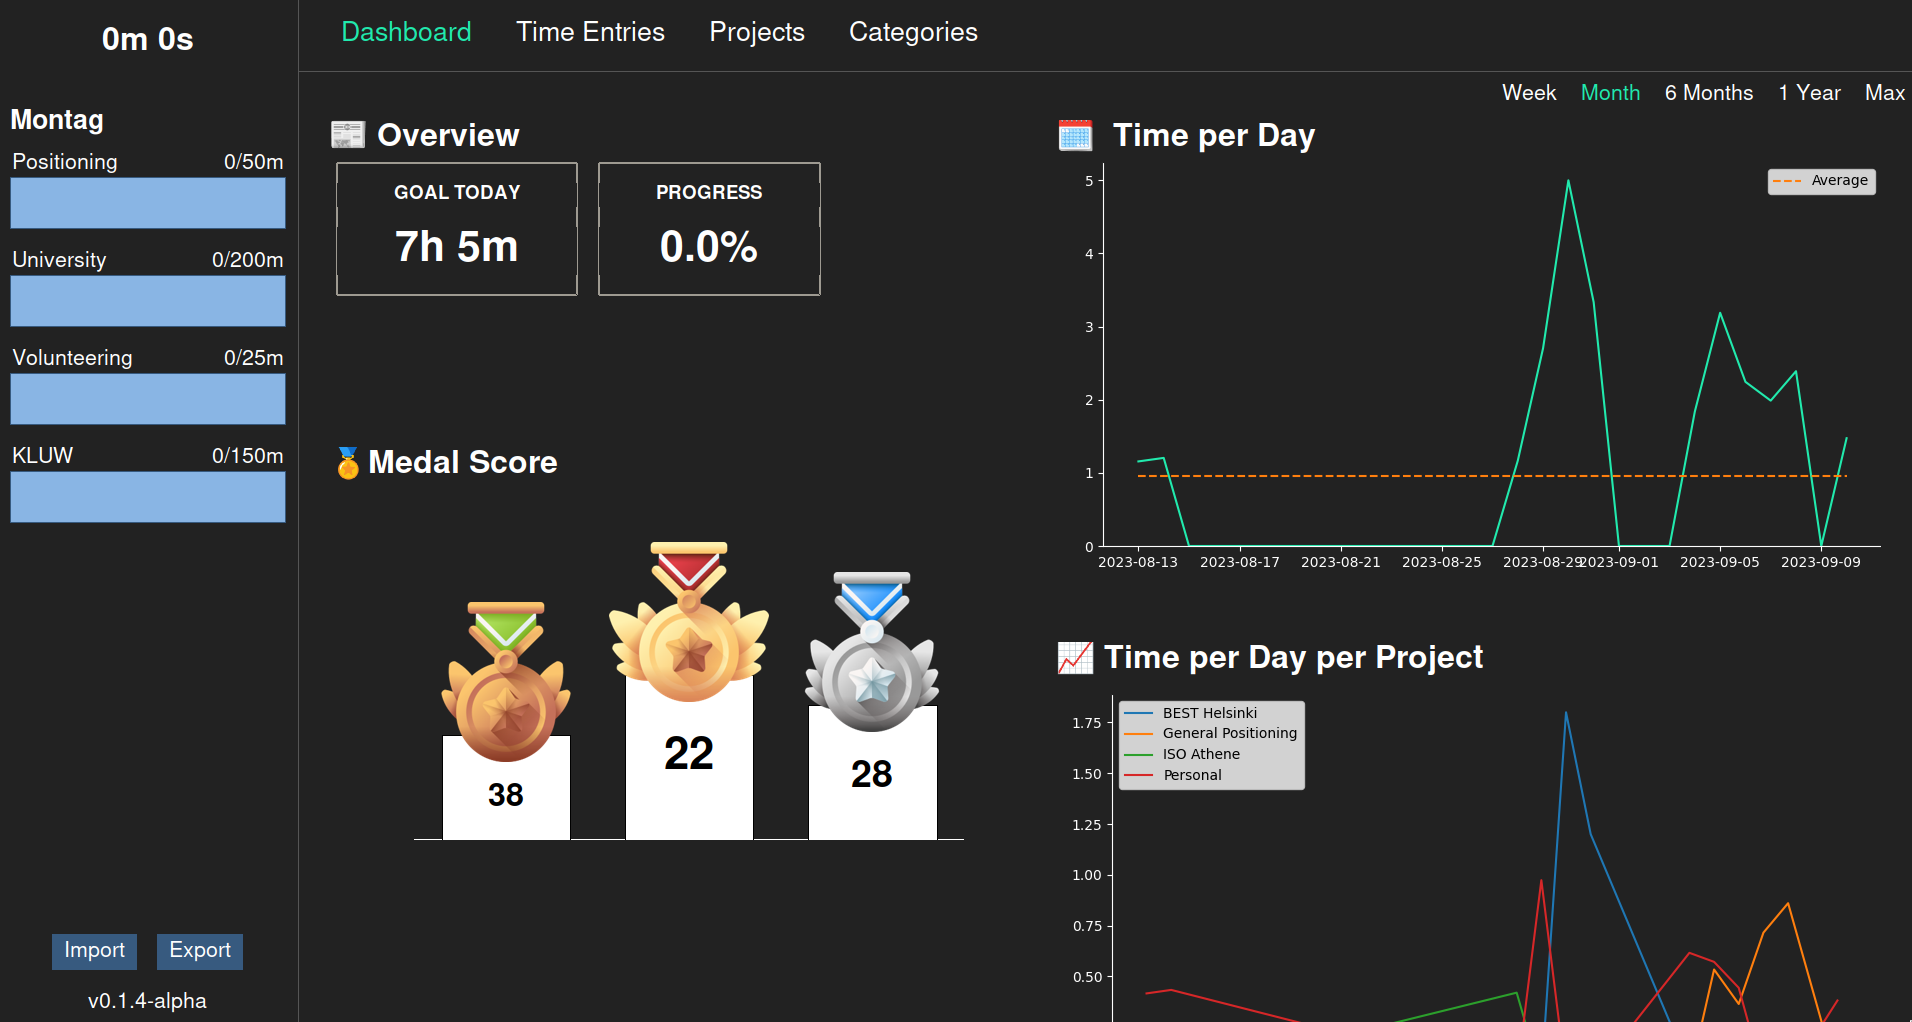 0m 0s
Montag
Positioning 0/50m
University 0/200m
Volunteering 0/25m
KLUW 0/150m
Import Export
v0.1.4-alpha
Dashboard Time Entries Projects Categories
Week Month 6 Months 1 Year Max
Overview
GOAL TODAY
7h 5m
PROGRESS
0.0%
Medal Score
38
22
28
Time per Day
Average
5
4
3
2
1
0
2023-08-13 2023-08-17 2023-08-21 2023-08-25 2023-08-29 2023-09-01 2023-09-05 2023-09-09
Time per Day per Project
BEST Helsinki
General Positioning
ISO Athene
Personal
1.75
1.50
1.25
1.00
0.75
0.50